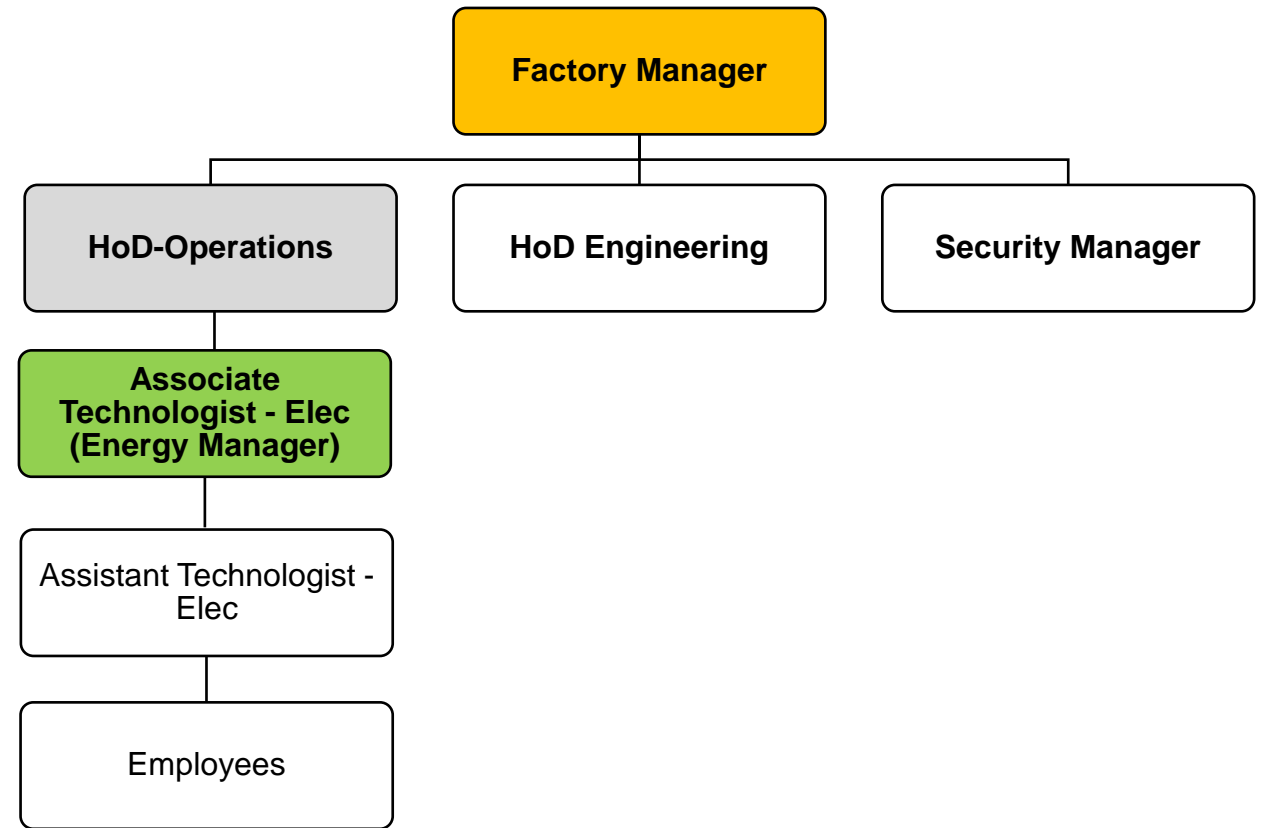 Factory Manager
HoD-Operations
HoD Engineering
Security Manager
Associate
Technologist - Elec
(Energy Manager)
Assistant Technologist -
Elec
Employees